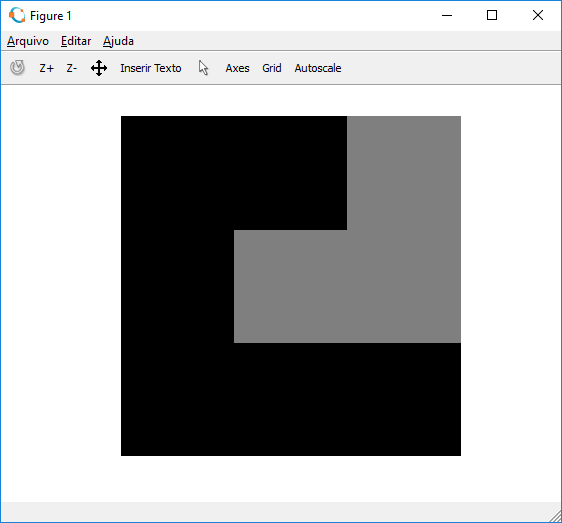 Figure 1
Arquivo Editar Ajuda
Z+ Z- Inserir Texto Axes Grid Autoscale